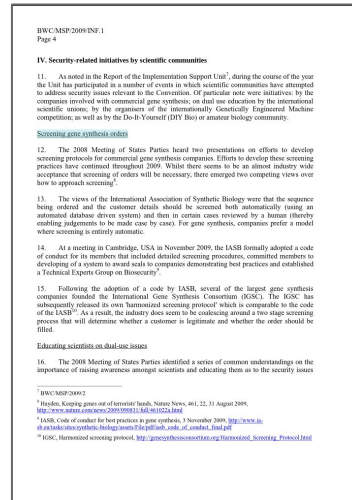 BWC/MSP/2009/INF.1
Page 4
IV. Security-related initiatives by scientific communities
11. As noted in the Report of the Implementation Support Unit7, during the course of the year
the Unit has participated in a number of events in which scientific communities have attempted
to address security issues relevant to the Convention. Of particular note were initiatives: by the
companies involved with commercial gene synthesis; on dual use education by the international
scientific unions; by the organisers of the internationally Genetically Engineered Machine
competition; as well as by the Do-It-Yourself (DIY Bio) or amateur biology community.
Screening gene synthesis orders
12. The 2008 Meeting of States Parties heard two presentations on efforts to develop
screening protocols for commercial gene synthesis companies. Efforts to develop these screening
practices have continued throughout 2009. Whilst there seems to be an almost industry wide
acceptance that screening of orders will be necessary, there emerged two competing views over
how to approach screening8.
13. The views of the International Association of Synthetic Biology were that the sequence
being ordered and the customer details should be screened both automatically (using an
automated database driven system) and then in certain cases reviewed by a human (thereby
enabling judgements to be made case by case). For gene synthesis, companies prefer a model
where screening is entirely automatic.
14. At a meeting in Cambridge, USA in November 2009, the IASB formally adopted a code
of conduct for its members that included detailed screening procedures, committed members to
developing of a system to award seals to companies demonstrating best practices and established
a Technical Experts Group on Biosecurity9.
15. Following the adoption of a code by IASB, several of the largest gene synthesis
companies founded the International Gene Synthesis Consortium (IGSC). The IGSC has
subsequently released its own 'harmonized screening protocol' which is comparable to the code
of the IASB10. As a result, the industry does seem to be coalescing around a two stage screening
process that will determine whether a customer is legitimate and whether the order should be
filled.
Educating scientists on dual-use issues
16. The 2008 Meeting of States Parties identified a series of common understandings on the
importance of raising awareness amongst scientists and educating them as to the security issues
7 BWC/MSP/2009/2
8 Hayden, Keeping genes out of terrorists' hands, Nature News, 461, 22, 31 August 2009,
http://www.nature.com/news/2009/090831/full/461022a.html
9 IASB, Code of conduct for best practices in gene synthesis, 3 November 2009, http://www.ia-
sb.eu/tasks/sites/synthetic-biology/assets/File/pdf/iasb_code_of_conduct_final.pdf
10 IGSC, Harmonized screening protocol, http://genesynthesisconsortium.org/Harmonized_Screening_Protocol.html